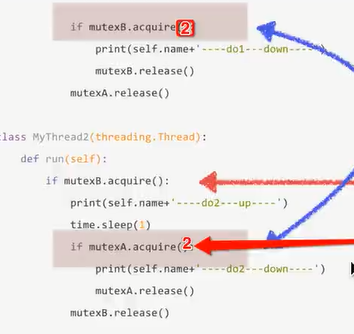 if mutexB.acquire 2
print(self.name+'----do1---down----')
mutexB.release()
mutexA.release()
class MyThread2(threading.Thread):
def run(self):
if mutexB.acquire():
print(self.name+'----do2---up----')
time.sleep(1)
if mutexA.acquire(): 2
print(self.name+'----do2---down----')
mutexA.release()
mutexB.release()